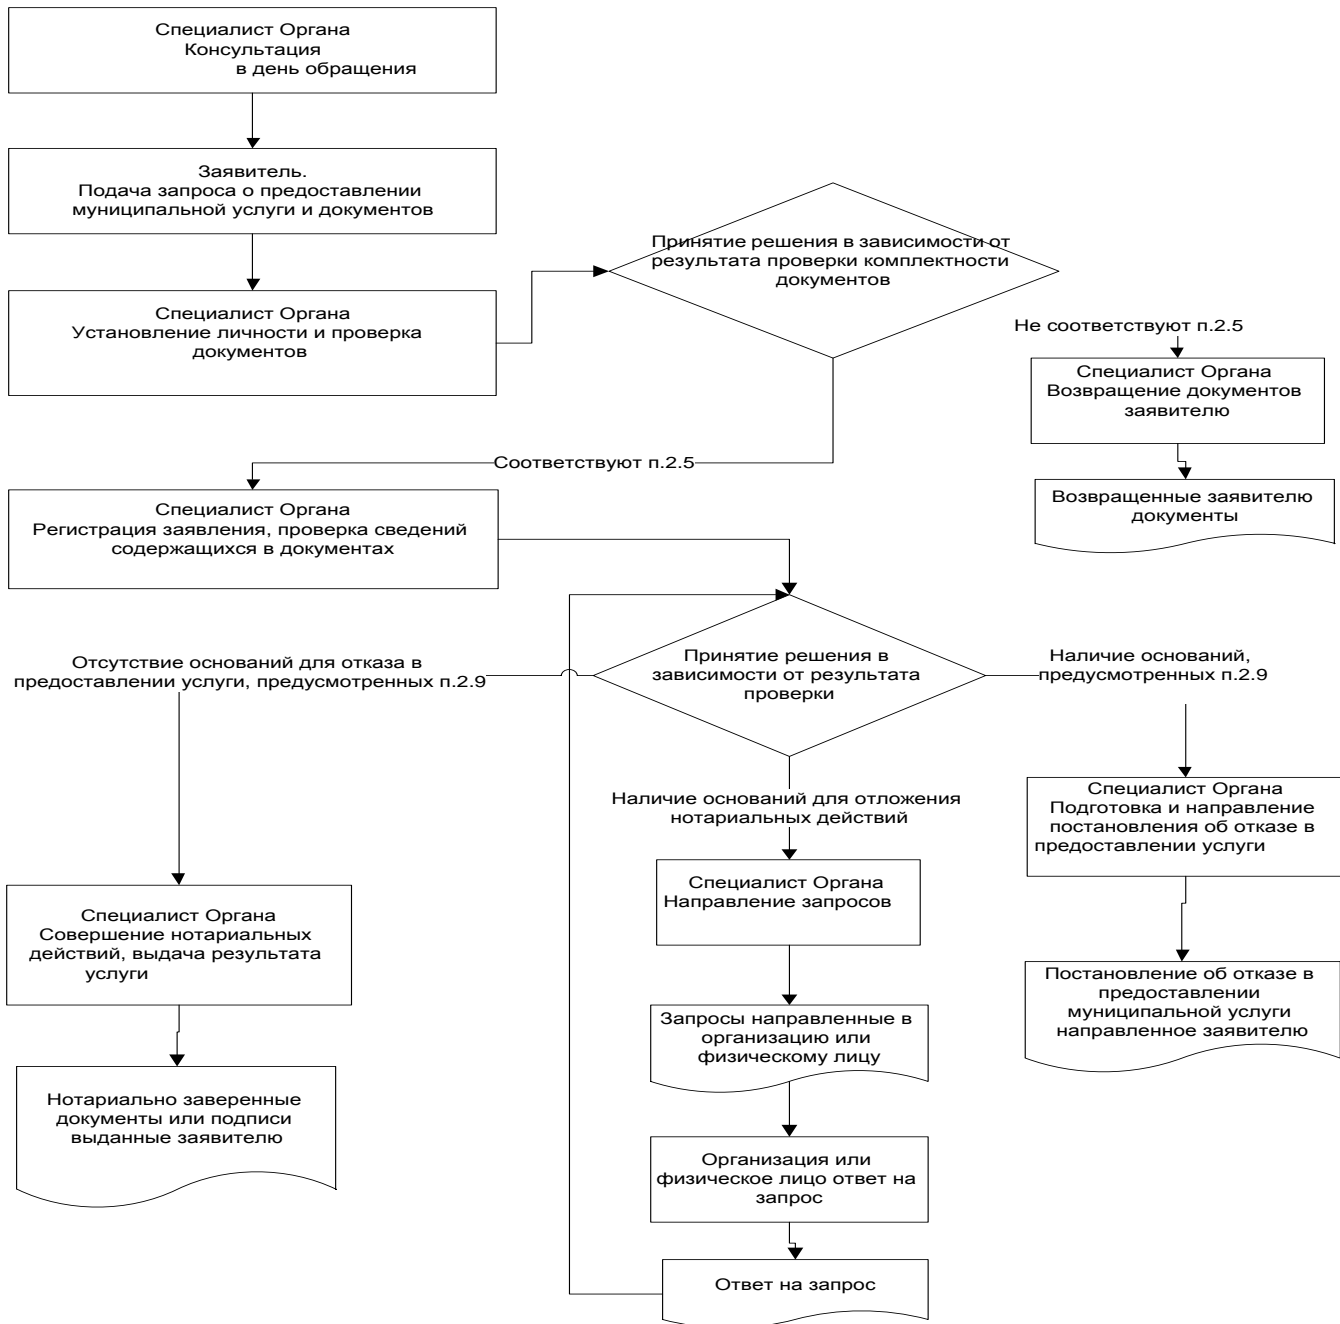 Специалист Органа
Консультация
в день обращения
Заявитель.
Подача запроса о предоставлении
муниципальной услуги и документов
Специалист Органа
Установление личности и проверка
документов
Принятие решения в зависимости от
результата проверки комплектности
документов
Не соответствуют п.2.5
Специалист Органа
Возвращение документов
заявителю
Возвращенные заявителю
документы
Соответствуют п.2.5
Специалист Органа
Регистрация заявления, проверка сведений
содержащихся в документах
Принятие решения в
зависимости от результата
проверки
Отсутствие оснований для отказа в
предоставлении услуги, предусмотренных п.2.9
Наличие оснований,
предусмотренных п.2.9
Наличие оснований для отложения
нотариальных действий
Специалист Органа
Подготовка и направление
постановления об отказе в
предоставлении услуги
Специалист Органа
Направление запросов
Специалист Органа
Совершение нотариальных
действий, выдача результата
услуги
Постановление об отказе в
предоставлении
муниципальной услуги
направленное заявителю
Запросы направленные в
организацию или
физическому лицу
Нотариально заверенные
документы или подписи
выданные заявителю
Организация или
физическое лицо ответ на
запрос
Ответ на запрос